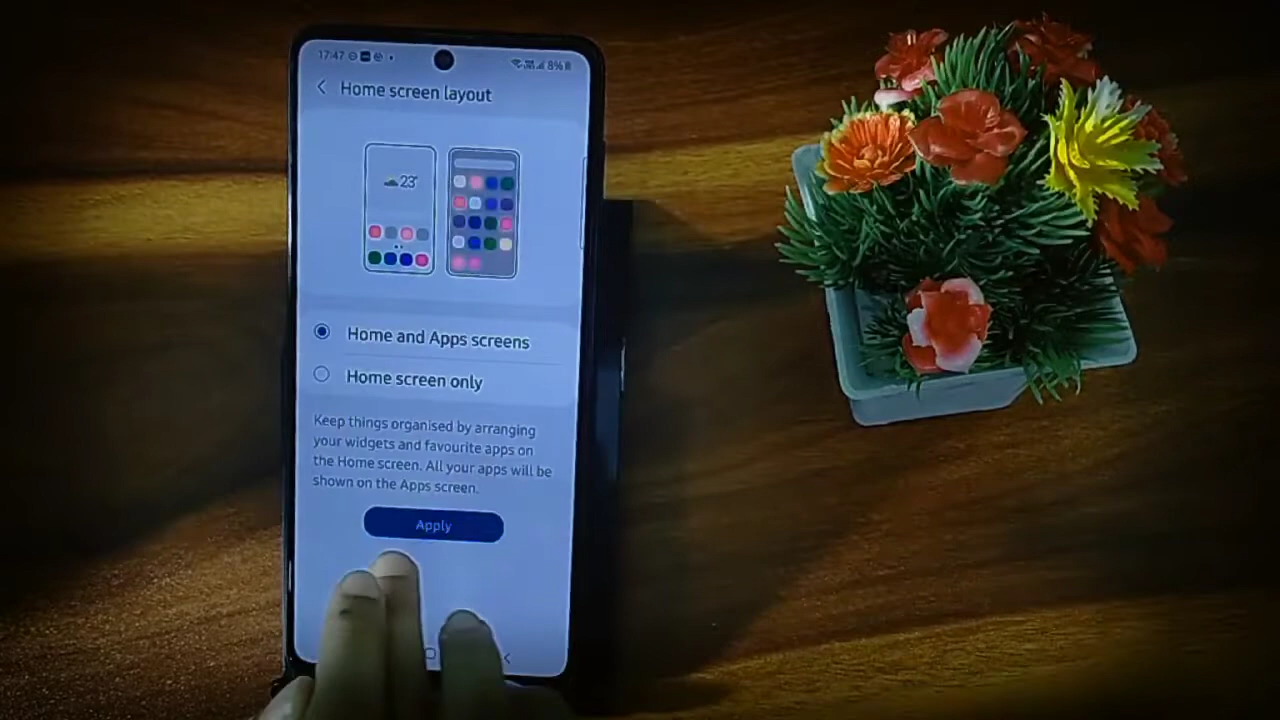 17:47
8%
Home screen layout
23°
Home and Apps screens
Home screen only
Keep things organised by arranging
your widgets and favourite apps on
the Home screen. All your apps will be
shown on the Apps screen.
Apply